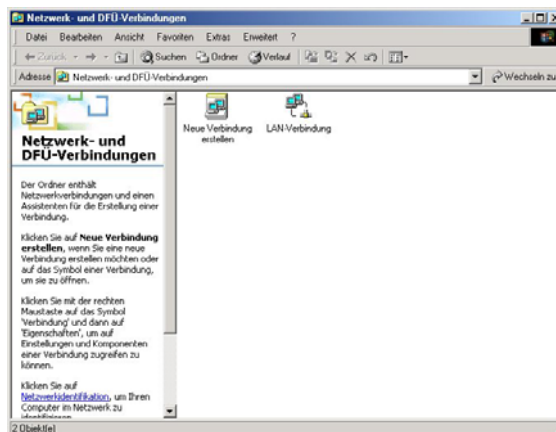 Netzwerk- und DFÜ-Verbindungen
Datei Bearbeiten Ansicht Favoriten Extras Erweitert ?
Zurück Suchen Ordner Verlauf
Adresse Netzwerk- und DFÜ-Verbindungen Wechseln zu
Netzwerk- und
DFÜ-Verbindungen
Der Ordner enthält
Netzwerkverbindungen und einen
Assistenten für die Erstellung einer
Verbindung.
Klicken Sie auf Neue Verbindung
erstellen, wenn Sie eine neue
Verbindung erstellen möchten oder
auf das Symbol einer Verbindung,
um sie zu öffnen.
Klicken Sie mit der rechten
Maustaste auf das Symbol
'Verbindung' und dann auf
'Eigenschaften', um auf
Einstellungen und Komponenten
einer Verbindung zugreifen zu
können.
Klicken Sie auf
Netzwerkidentifikation, um Ihren
Computer im Netzwerk zu
identifizieren
Neue Verbindung
erstellen
LAN-Verbindung
2 Objekt(e)